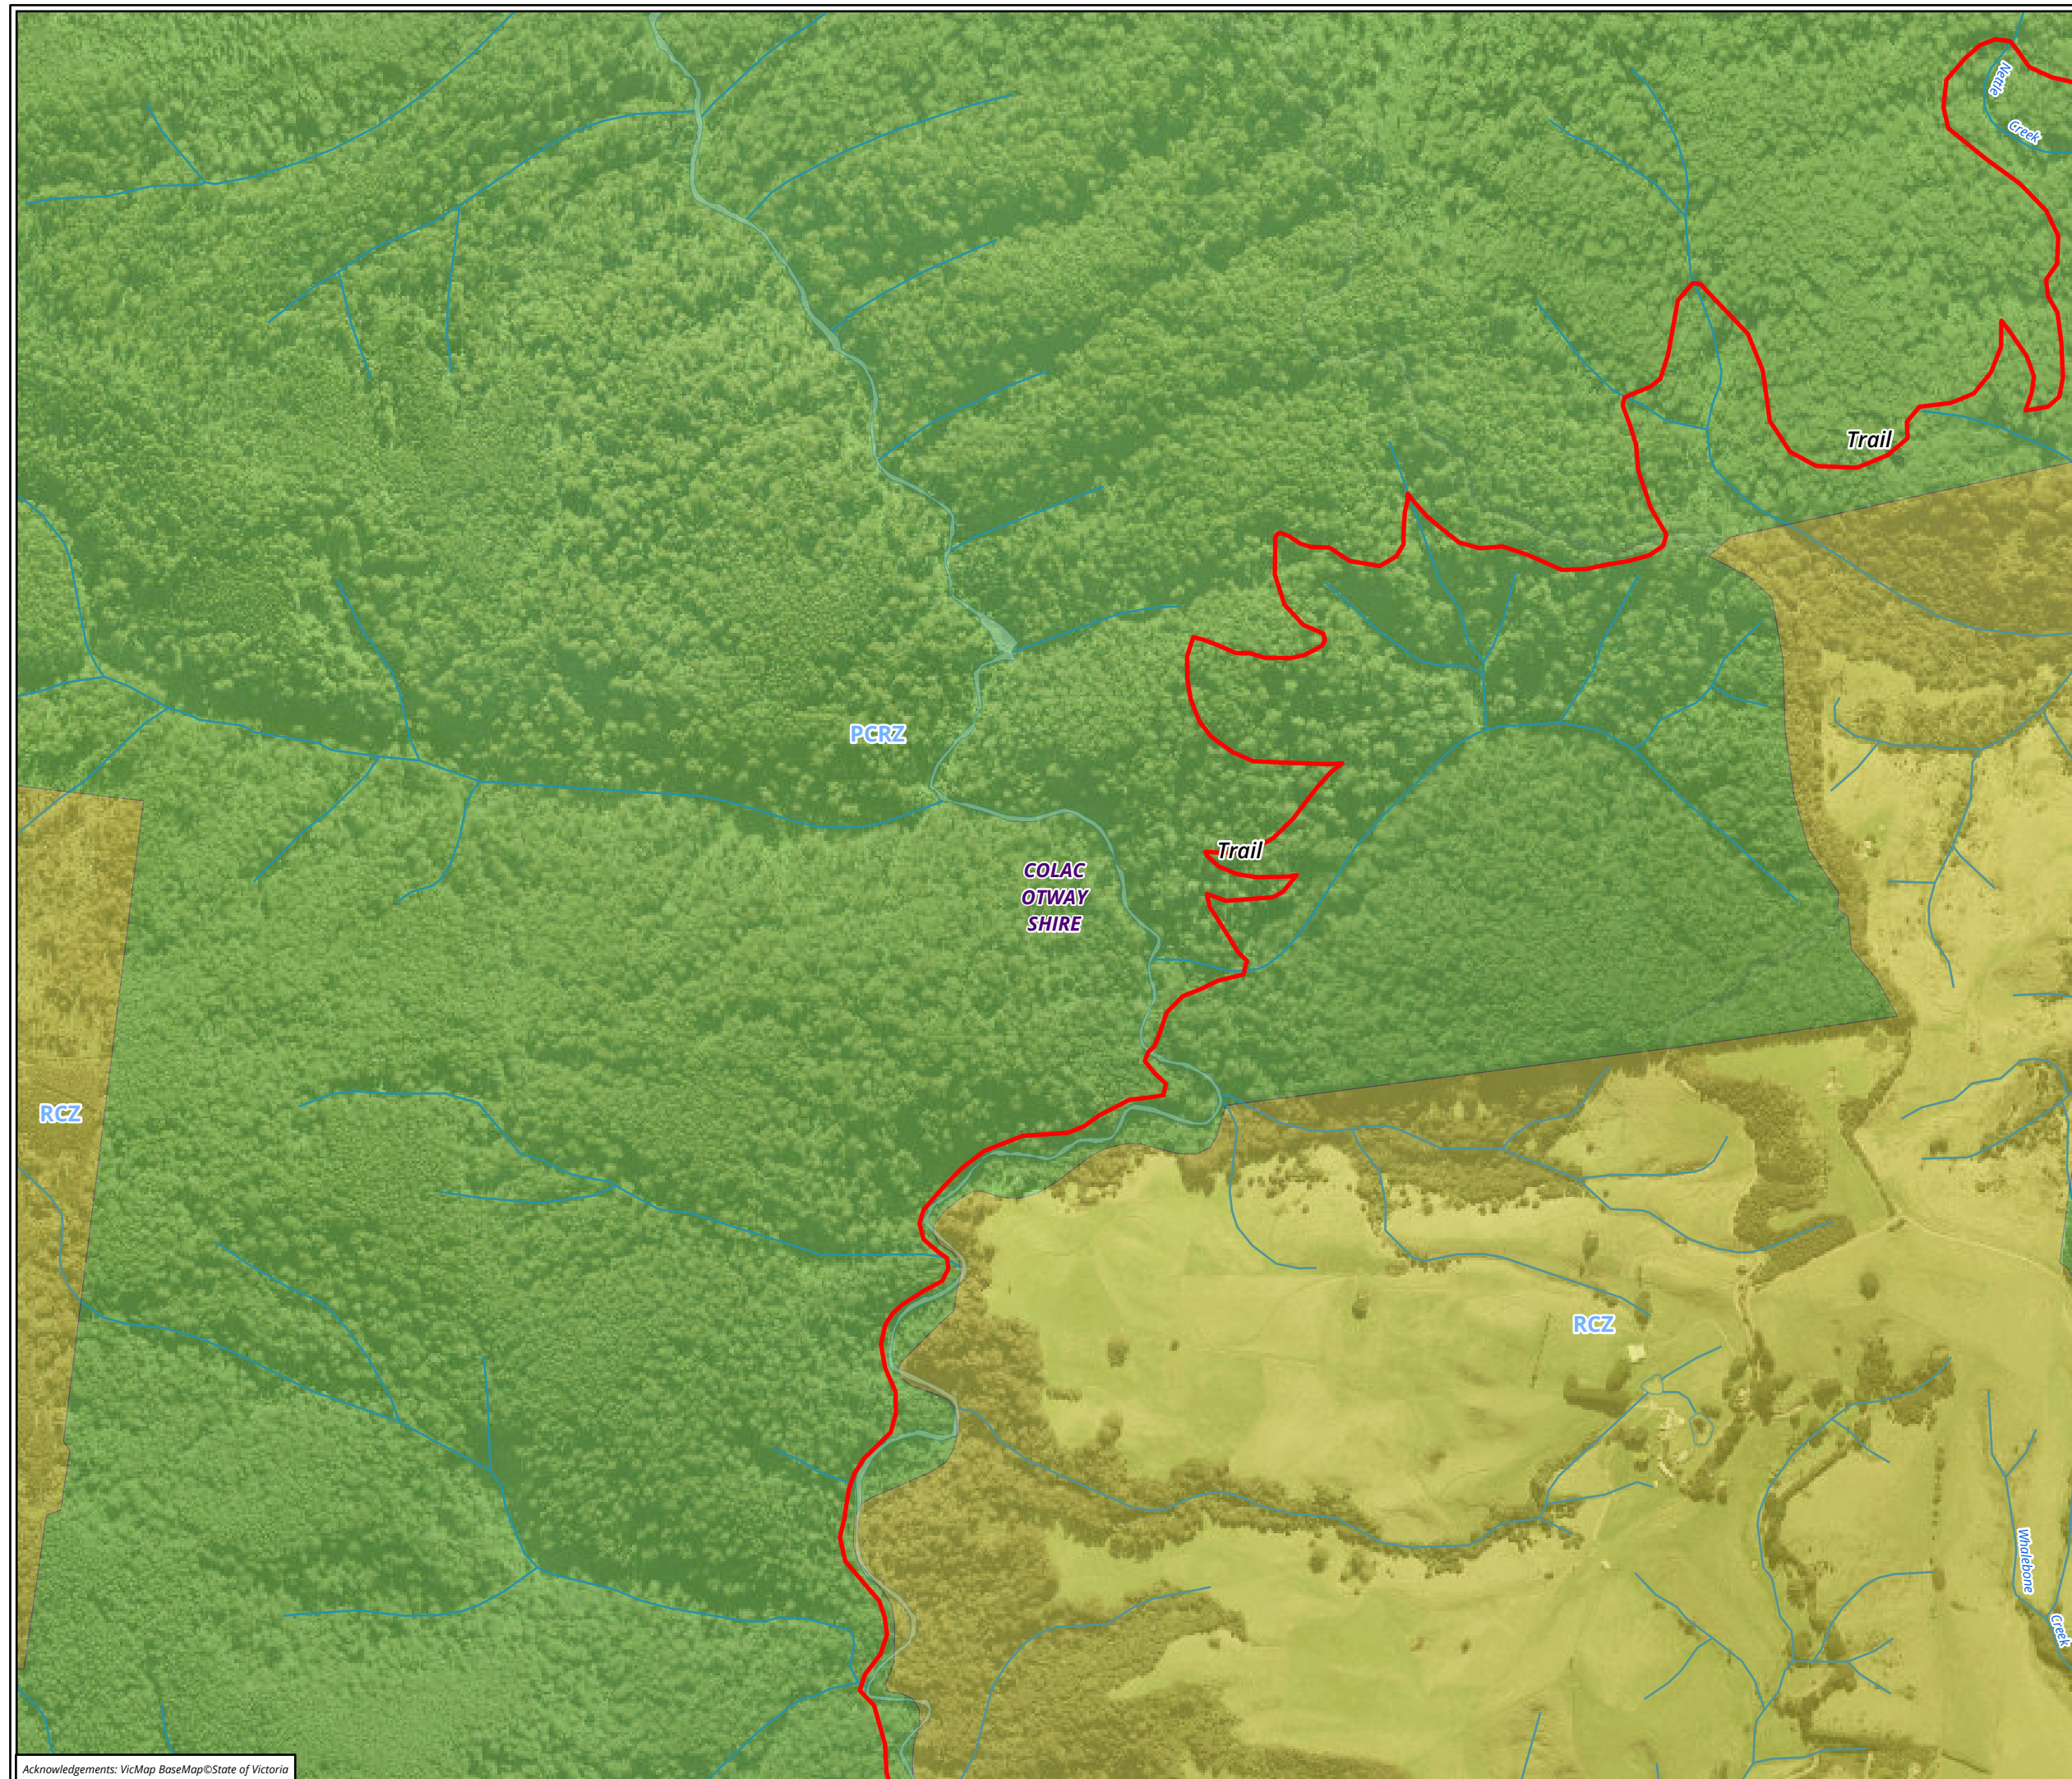 Nettle
Creek
Trail
PCRZ
Trail
COLAC
OTWAY
SHIRE
RCZ
RCZ
Whalebone
Creek
Acknowledgements: VicMap BaseMap©State of Victoria